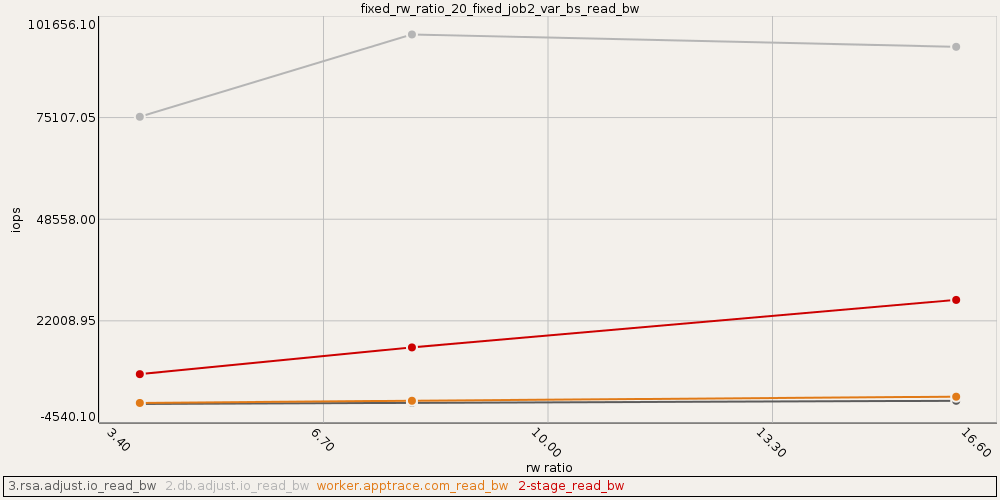 fixed_rw_ratio_20_fixed_job2_var_bs_read_bw
101656.10
75107.05
48558.00
22008.95
-4540.10
iops
3.40
6.70
10.00
13.30
16.60
rw ratio
3.rsa.adjust.io_read_bw 2.db.adjust.io_read_bw worker.apptrace.com_read_bw 2-stage_read_bw